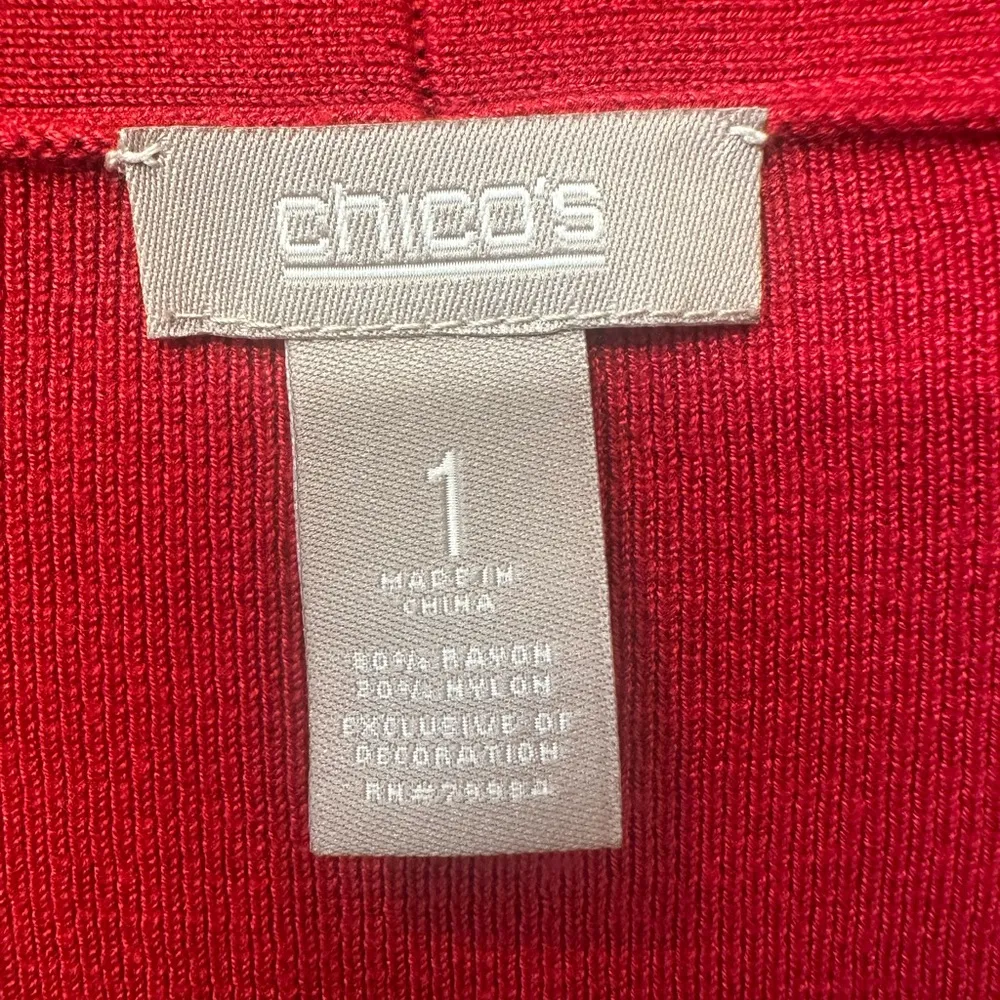 chico's
1
MADE IN
CHINA
80% RAYON
20% NYLON
EXCLUSIVE OF
DECORATION